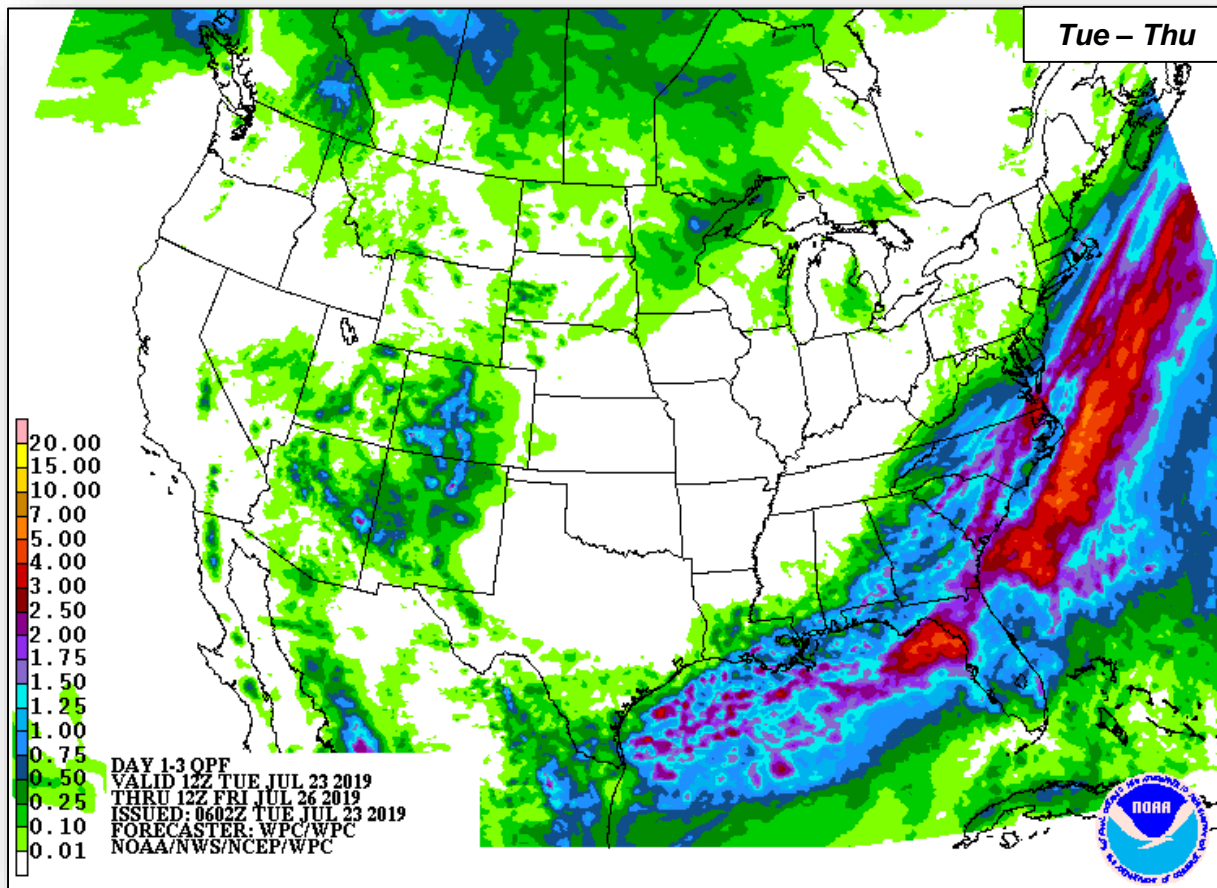 Tue – Thu
20.00
15.00
10.00
7.00
5.00
4.00
3.00
2.50
2.00
1.75
1.50
1.25
1.00
0.75
0.50
0.25
0.10
0.01
DAY 1-3 QPF
VALID 12Z TUE JUL 23 2019
THRU 12Z FRI JUL 26 2019
ISSUED: 0602Z TUE JUL 23 2019
FORECASTER: WPC/WPC
NOAA/NWS/NCEP/WPC
NOAA